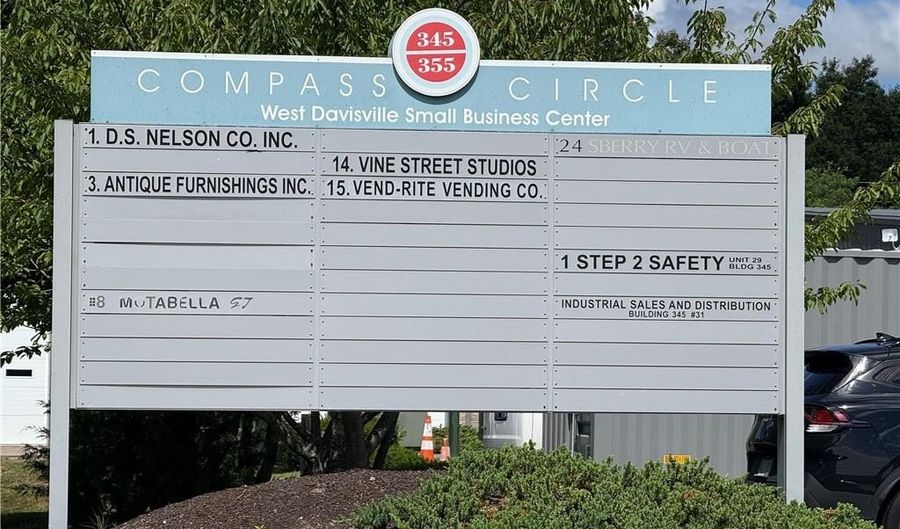 345
355
COMPASS CIRCLE
West Davisville Small Business Center
1. D.S. NELSON CO. INC.
3. ANTIQUE FURNISHINGS INC.
#8 MOTABELLA
14. VINE STREET STUDIOS
15. VEND-RITE VENDING CO.
24 SBERRY RV & BOAT
1 STEP 2 SAFETY UNIT 29
BLDG 345
INDUSTRIAL SALES AND DISTRIBUTION
BUILDING 345 #31